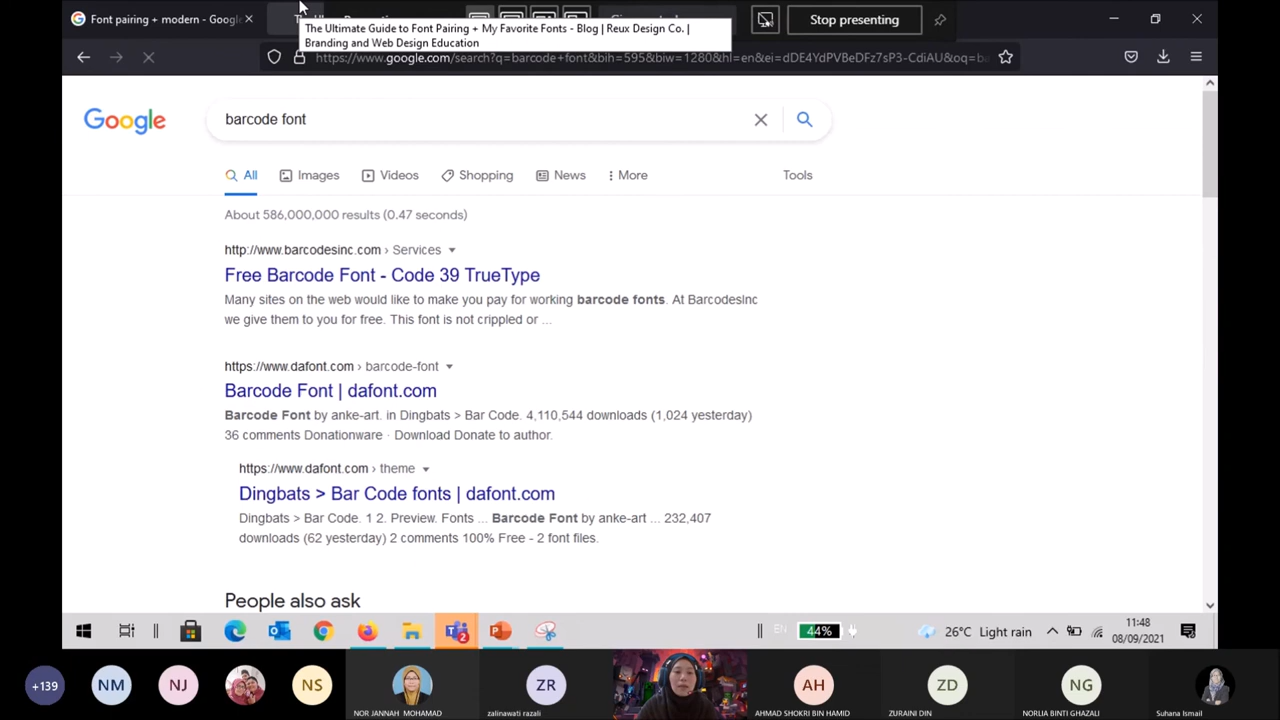 Font pairing + modern - Googl
Stop presenting
The Ultimate Guide to Font Pairing + My Favorite Fonts - Blog | Reux Design Co. |
Branding and Web Design Education
https://www.google.com/search?q=barcode+font&bih=595&biw=1280&hl=en&ei=dDE4YdPVBeDFz7sP3-CdiAU&oq=ba
Google
barcode font
All
Images
Videos
Shopping
News
More
Tools
About 586,000,000 results (0.47 seconds)
http://www.barcodesinc.com › Services
Free Barcode Font - Code 39 TrueType
Many sites on the web would like to make you pay for working barcode fonts. At BarcodesInc
we give them to you for free. This font is not crippled or ...
https://www.dafont.com › barcode-font
Barcode Font | dafont.com
Barcode Font by anke-art. in Dingbats > Bar Code. 4,110,544 downloads (1,024 yesterday)
36 comments Donationware · Download Donate to author.
https://www.dafont.com › theme
Dingbats > Bar Code fonts | dafont.com
Dingbats > Bar Code. 1 2. Preview. Fonts ... Barcode Font by anke-art ... 232,407
downloads (62 yesterday) 2 comments 100% Free - 2 font files.
People also ask
2
EN
44%
26°C Light rain
11:48
08/09/2021
+139
NM
NJ
NS
NOR JANNAH MOHAMAD
ZR
zalinawati razali
AH
AHMAD SHOKRI BIN HAMID
ZD
ZURAINI DIN
NG
NORLIA BINTI GHAZALI
Suhana Ismail